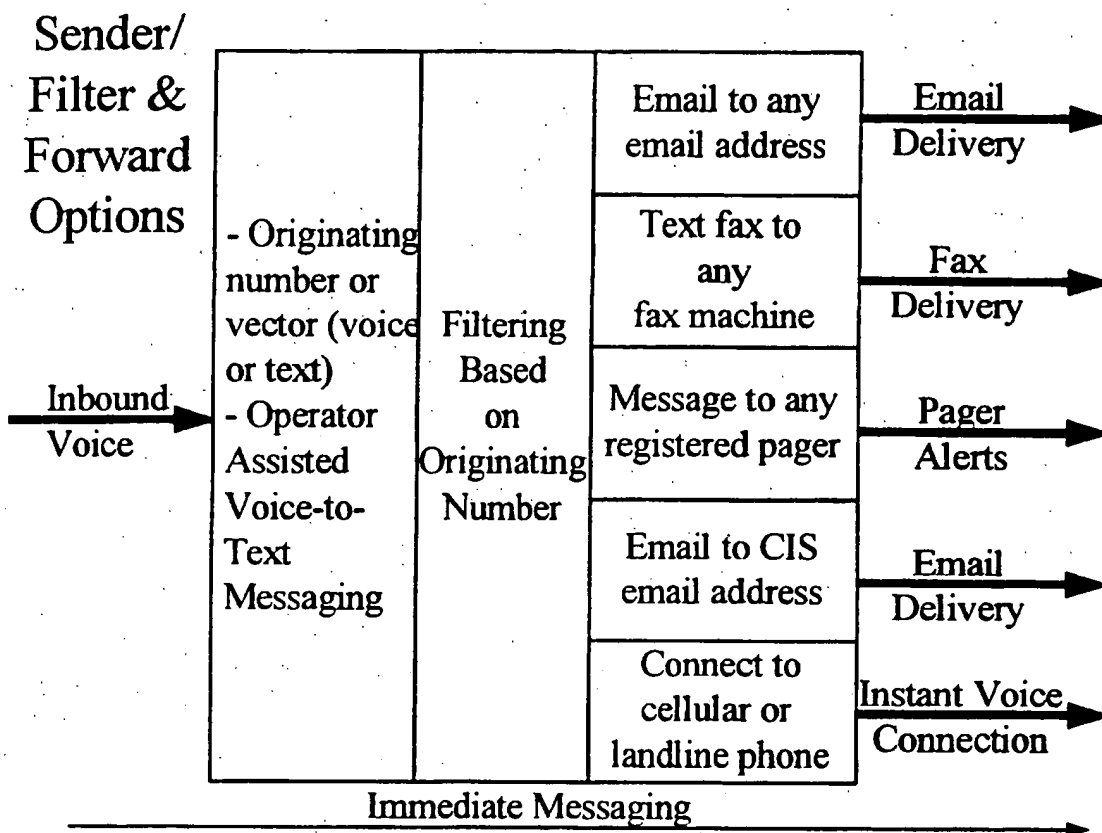 Sender/
Filter &
Forward
Options
Inbound
Voice
- Originating
number or
vector (voice
or text)
- Operator
Assisted
Voice-to-
Text
Messaging
Filtering
Based
on
Originating
Number
Email to any
email address
Text fax to
any
fax machine
Message to any
registered pager
Email to CIS
email address
Connect to
cellular or
landline phone
Email
Delivery
Fax
Delivery
Pager
Alerts
Email
Delivery
Instant Voice
Connection
Immediate Messaging